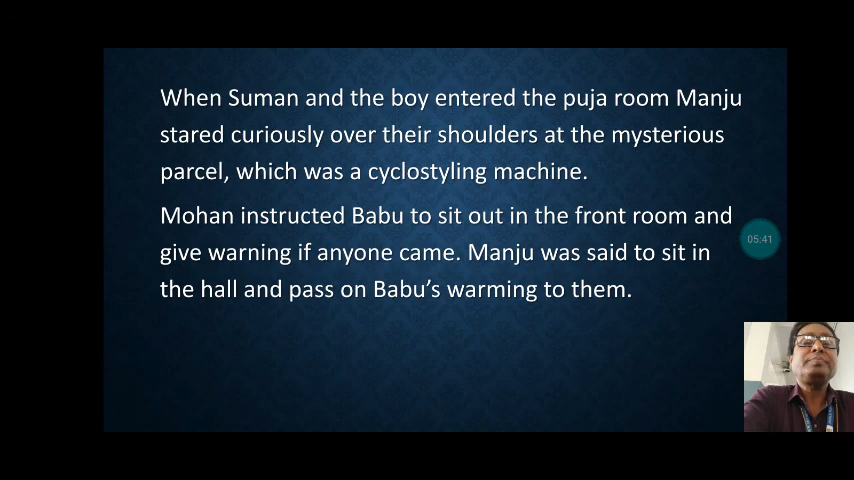 When Suman and the boy entered the puja room Manju
stared curiously over their shoulders at the mysterious
parcel, which was a cyclostyling machine.
Mohan instructed Babu to sit out in the front room and
give warning if anyone came. Manju was said to sit in
the hall and pass on Babu's warming to them.
05:41